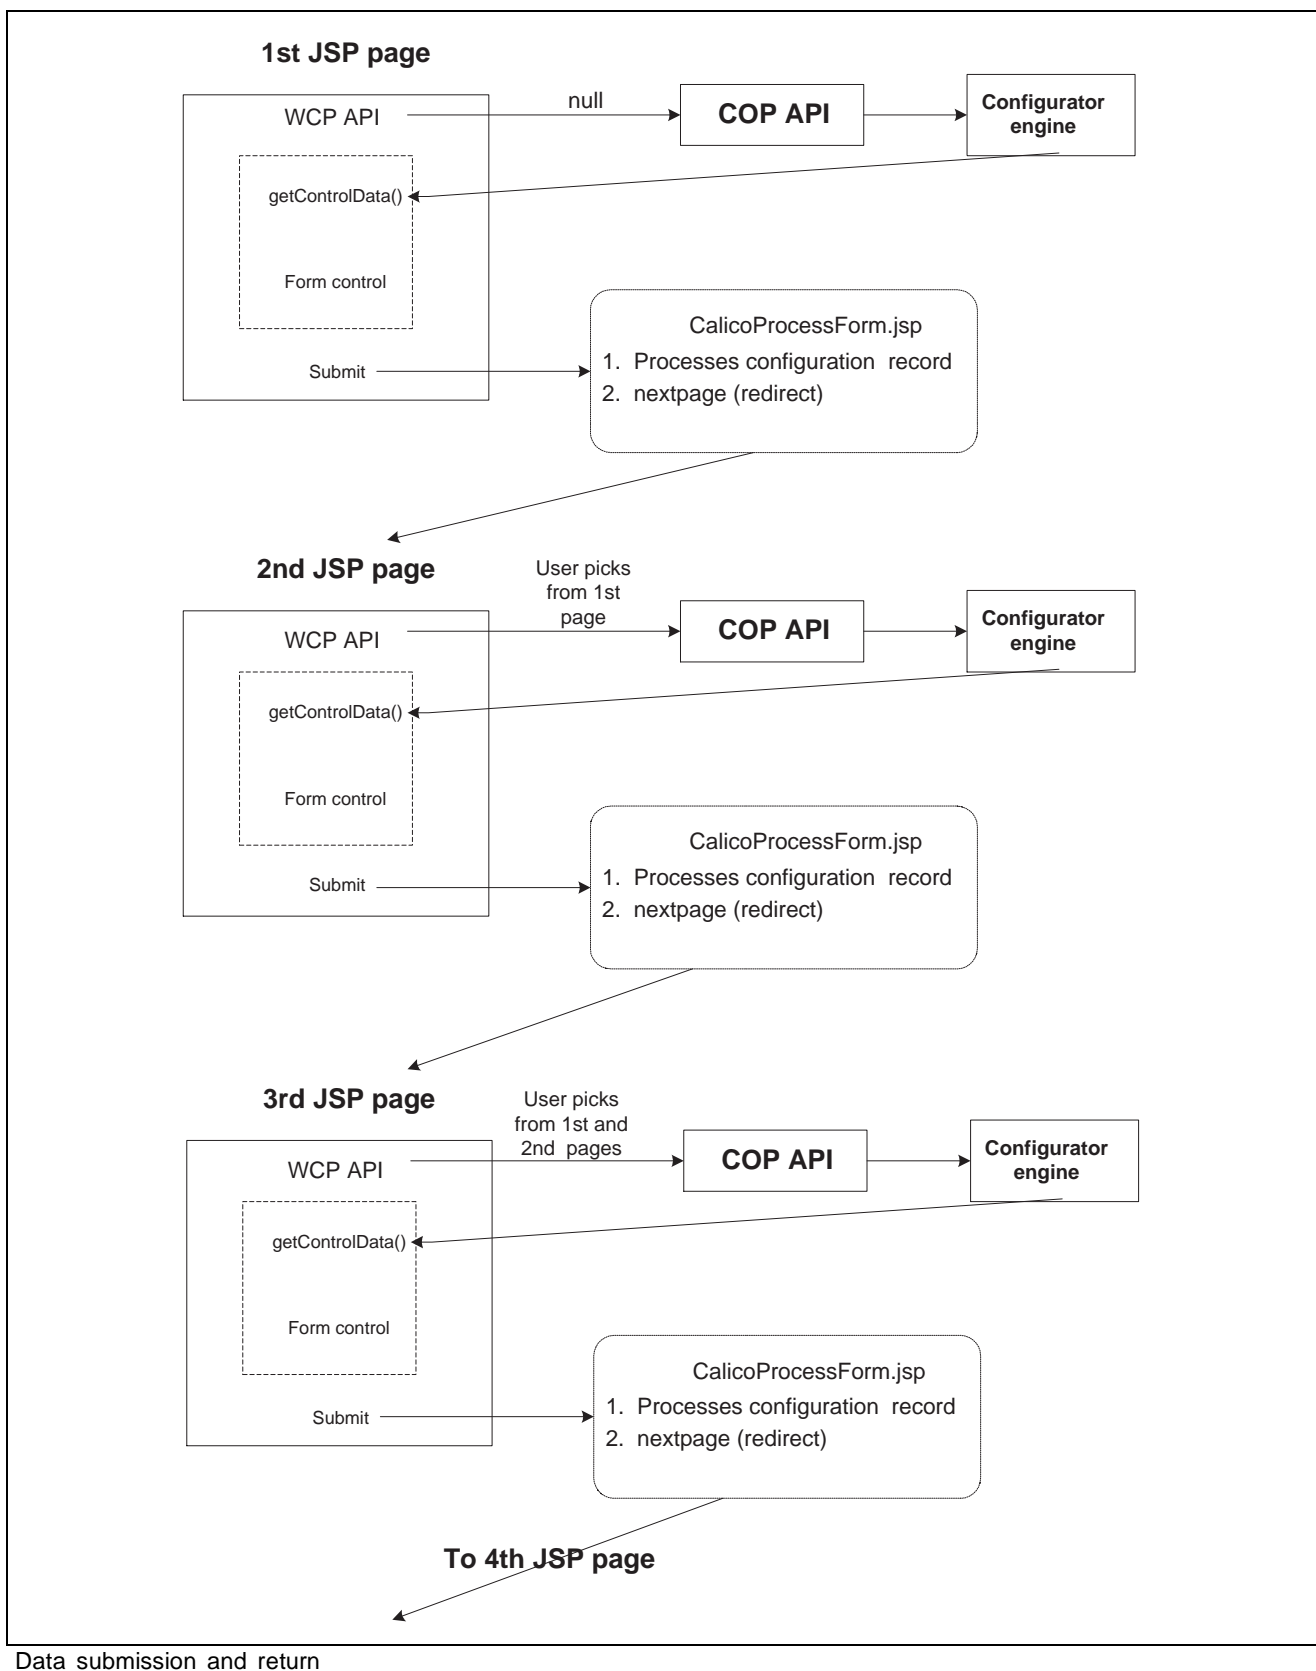 1st JSP page
WCP API
null
COP API
Configurator
engine
getControlData()
Form control
Submit
CalicoProcessForm.jsp
1. Processes configuration record
2. nextpage (redirect)
2nd JSP page
User picks
from 1st
page
WCP API
COP API
Configurator
engine
getControlData()
Form control
Submit
CalicoProcessForm.jsp
1. Processes configuration record
2. nextpage (redirect)
3rd JSP page
User picks
from 1st and
2nd pages
WCP API
COP API
Configurator
engine
getControlData()
Form control
Submit
CalicoProcessForm.jsp
1. Processes configuration record
2. nextpage (redirect)
To 4th JSP page
Data submission and return